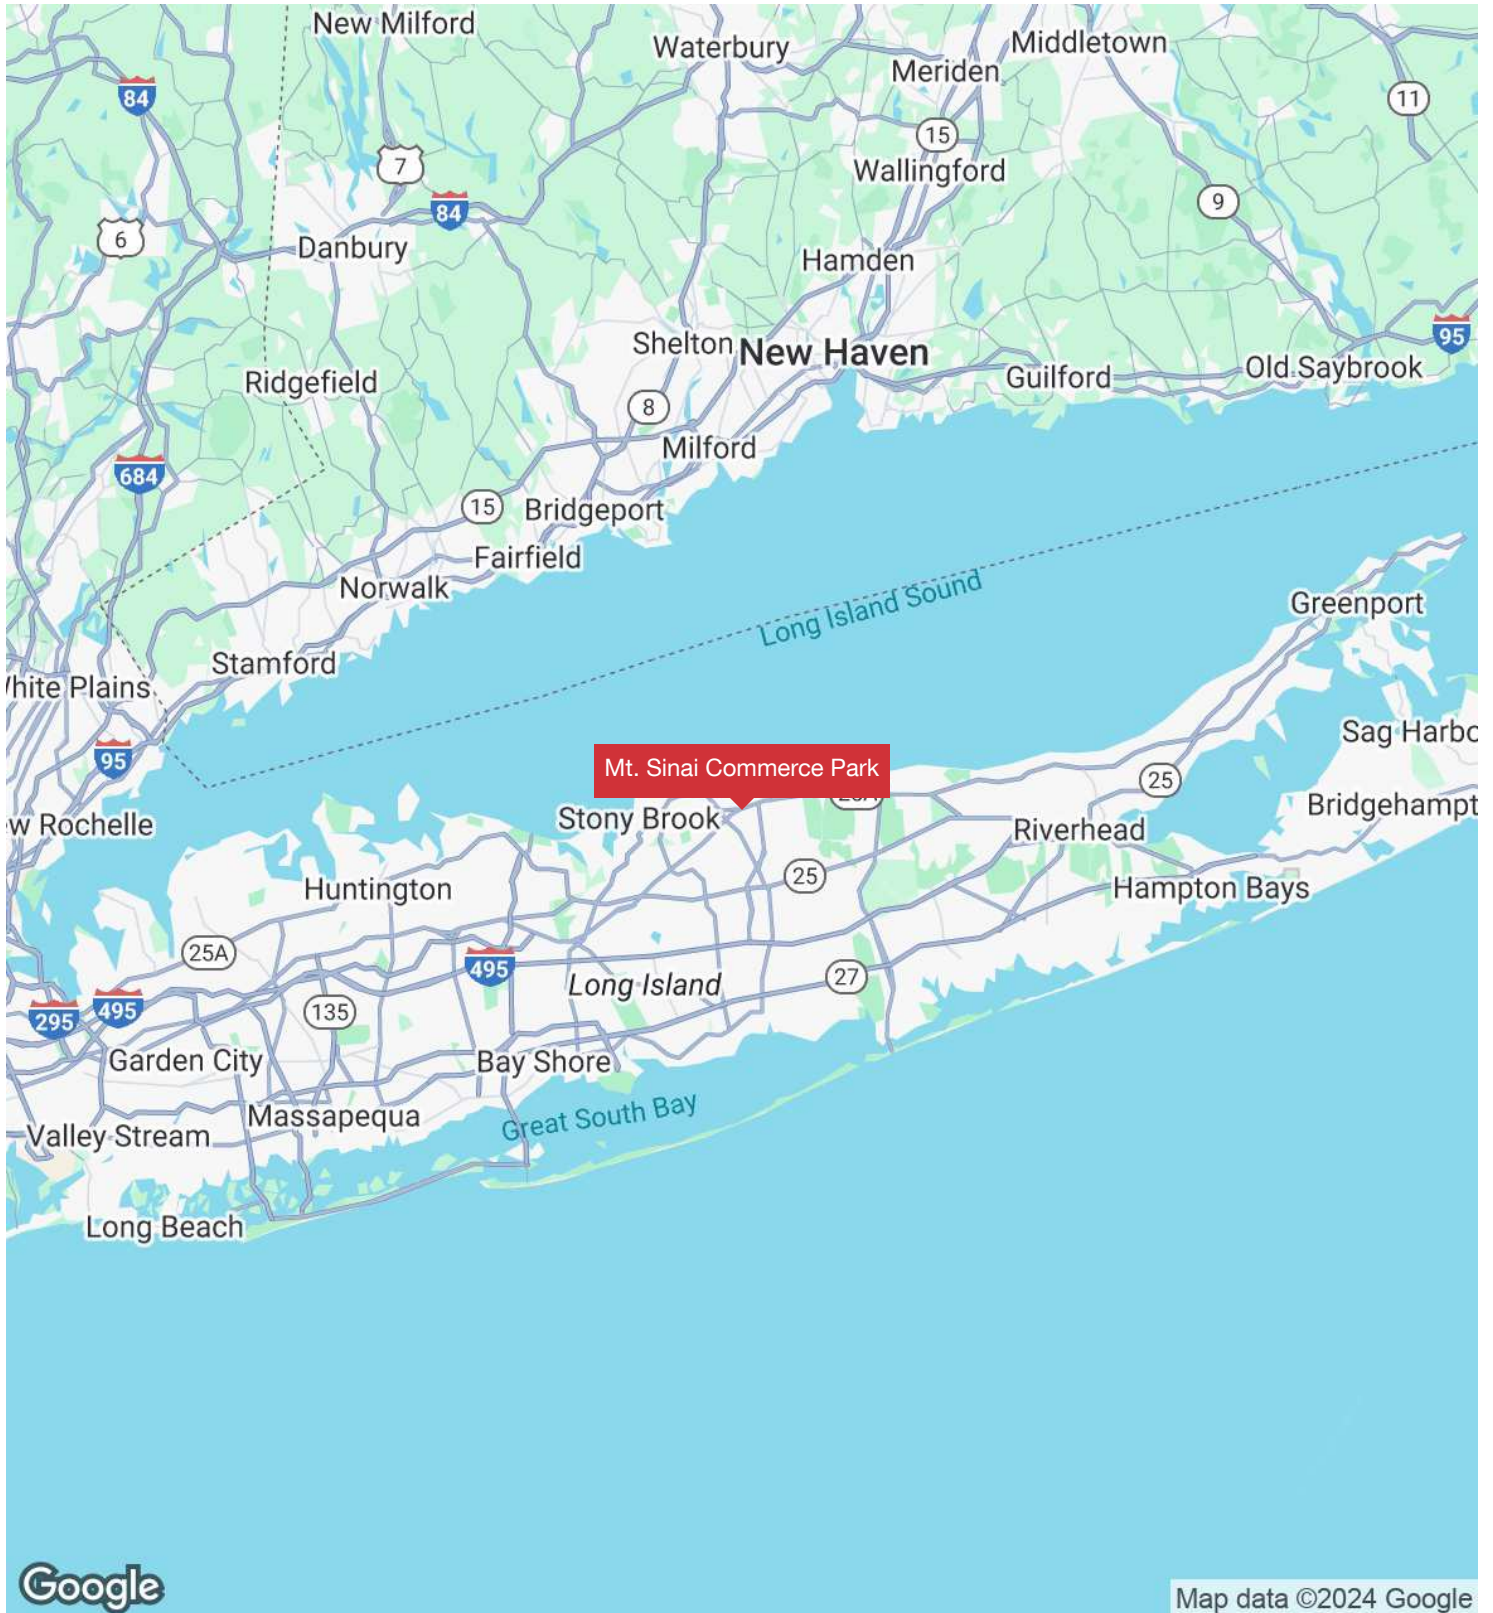 New Milford
Waterbury
Middletown
Meriden
84
11
15
7
Wallingford
9
84
6
Danbury
Hamden
Shelton
New Haven
95
Old Saybrook
Guilford
Ridgefield
8
Milford
684
15
Bridgeport
Fairfield
Norwalk
Long Island Sound
Greenport
Stamford
hite Plains
Sag Harbo
95
Mt. Sinai Commerce Park
25
Bridgehampt
w Rochelle
Stony Brook
Riverhead
25
Huntington
Hampton Bays
25A
495
27
Long Island
495
295
135
Garden City
Bay Shore
Massapequa
Great South Bay
Valley Stream
Long Beach
Google
Map data ©2024 Google